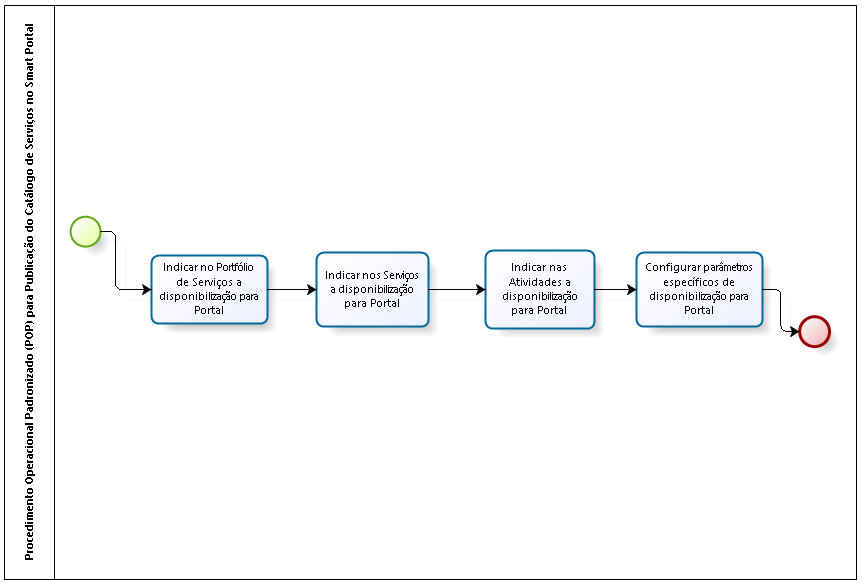 Procedimento Operacional Padronizado (POP) para Publicação do Catálogo de Serviços no Smart Portal
Indicar no Portfólio
de Serviços a
disponibilização para
Portal
Indicar nos Serviços
a disponibilização
para Portal
Indicar nas
Atividades a
disponibilização
para Portal
Configurar parâmetros
específicos de
disponibilização para
Portal